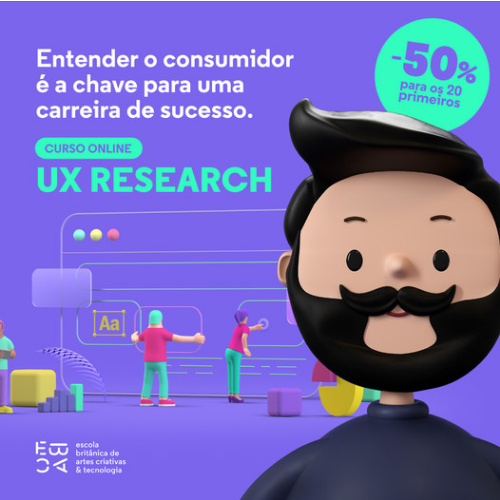 Entender o consumidor
é a chave para uma
carreira de sucesso.
-50%
para os 20
primeiros
CURSO ONLINE
UX RESEARCH
Aa
EBAC
escola
britânica de
artes criativas
& tecnologia